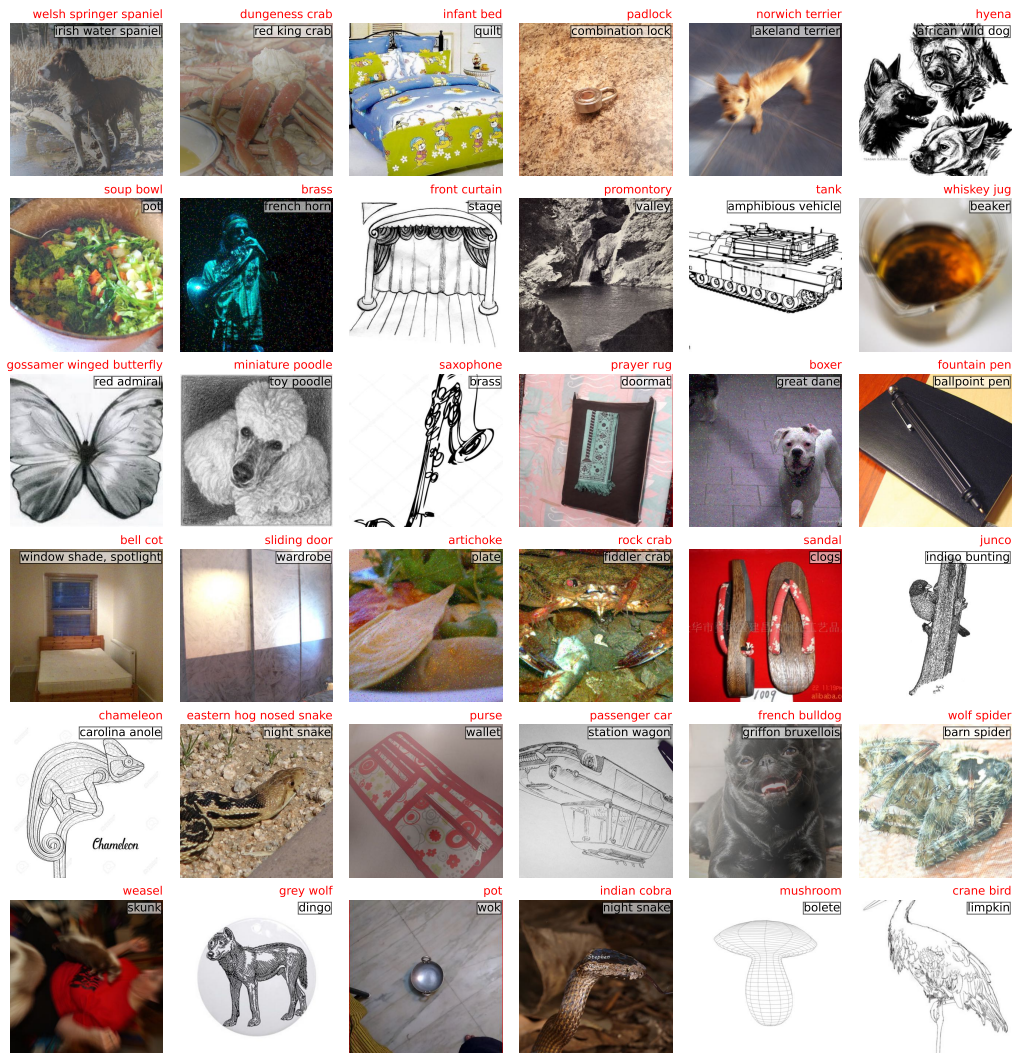 welsh springer spaniel
irish water spaniel
dungeness crab
red king crab
infant bed
quilt
padlock
combination lock
norwich terrier
lakeland terrier
hyena
african wild dog
soup bowl
pot
brass
french horn
front curtain
stage
promontory
valley
tank
amphibious vehicle
whiskey jug
beaker
gossamer winged butterfly
red admiral
miniature poodle
toy poodle
saxophone
brass
prayer rug
doormat
boxer
great dane
fountain pen
ballpoint pen
bell cot
window shade, spotlight
sliding door
wardrobe
artichoke
plate
rock crab
fiddler crab
sandal
clogs
1009
junco
indigo bunting
chameleon
carolina anole
Chameleon
eastern hog nosed snake
night snake
purse
wallet
passenger car
station wagon
french bulldog
griffon bruxellois
wolf spider
barn spider
weasel
skunk
grey wolf
dingo
pot
wok
indian cobra
night snake
Stephan
mushroom
bolete
crane bird
limpkin